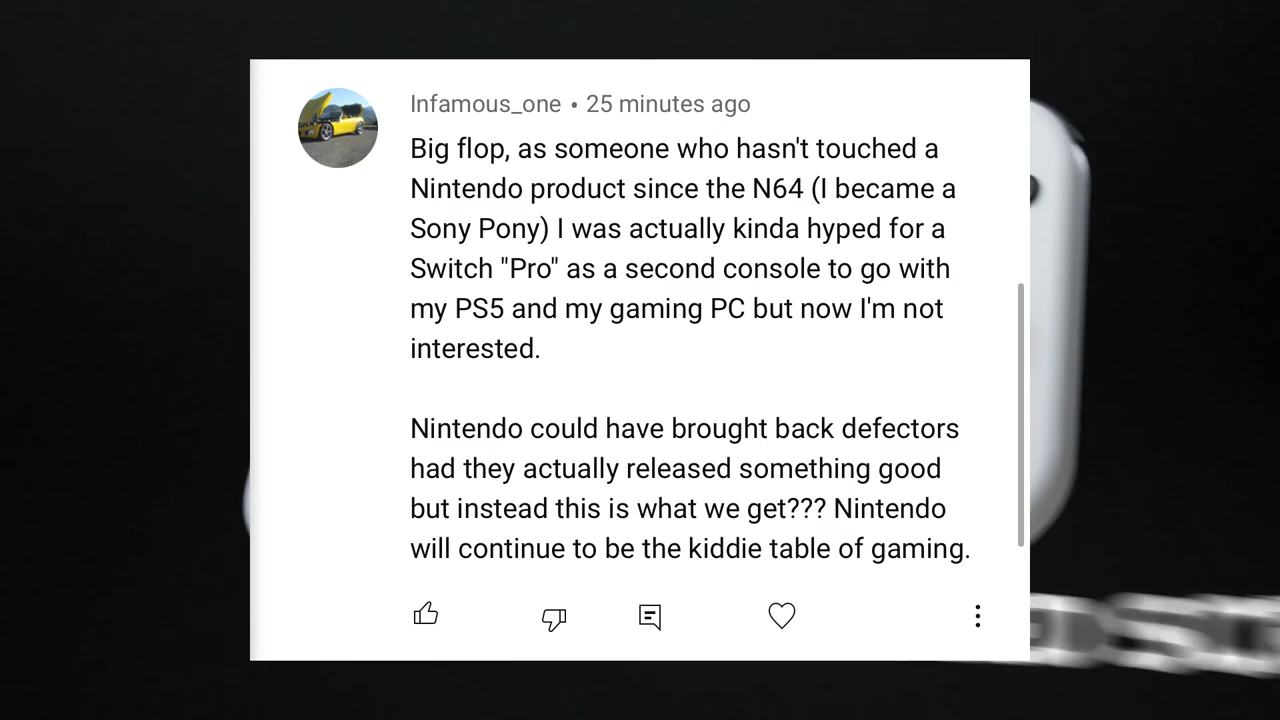 Infamous_one • 25 minutes ago
Big flop, as someone who hasn't touched a
Nintendo product since the N64 (I became a
Sony Pony) I was actually kinda hyped for a
Switch "Pro" as a second console to go with
my PS5 and my gaming PC but now I'm not
interested.
Nintendo could have brought back defectors
had they actually released something good
but instead this is what we get??? Nintendo
will continue to be the kiddie table of gaming.